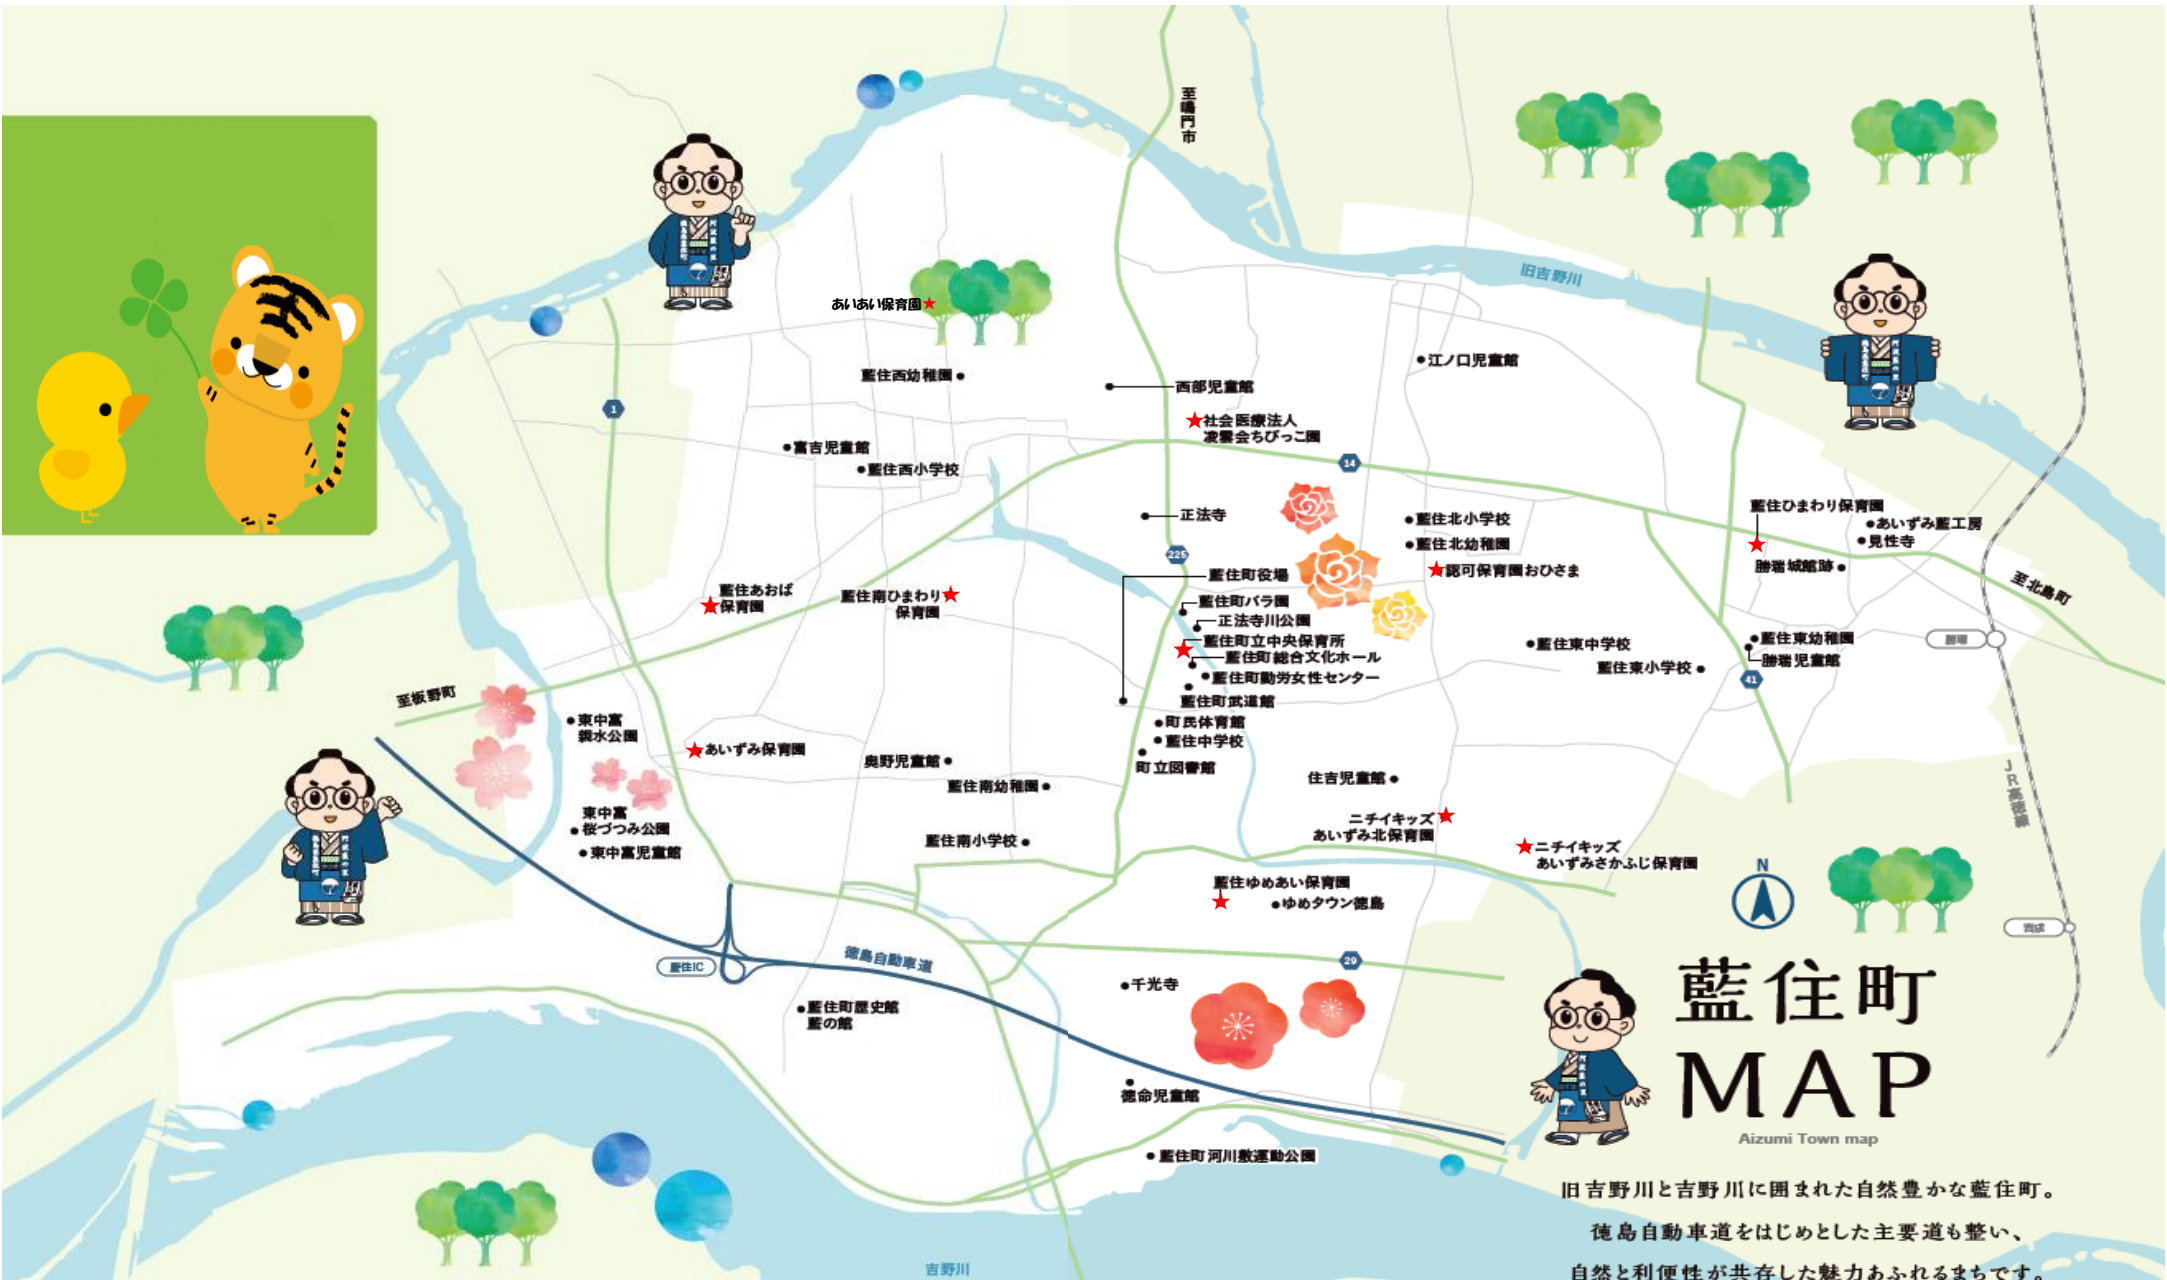 至鳴門市
旧吉野川
あいあい保育園
藍住西幼稚園
西部児童館
江ノ口児童館
1
社会医療法人
凌雲会ちびっこ園
富吉児童館
藍住西小学校
14
藍住ひまわり保育園
あいずみ藍工房
見性寺
勝瑞城館跡
正法寺
藍住北小学校
藍住北幼稚園
225
認可保育園おひさま
藍住町役場
至北島町
藍住あおば
保育園
藍住南ひまわり
保育園
藍住町バラ園
正法寺川公園
藍住町立中央保育所
藍住町総合文化ホール
藍住町勤労女性センター
藍住町武道館
藍住東中学校
藍住東小学校
藍住東幼稚園
勝瑞児童館
勝瑞
41
至板野町
東中富
親水公園
町民体育館
藍住中学校
町立図書館
あいずみ保育園
奥野児童館
藍住南幼稚園
住吉児童館
JR高徳線
東中富
桜づつみ公園
東中富児童館
藍住南小学校
ニチイキッズ
あいずみ北保育園
ニチイキッズ
あいずみさかふじ保育園
藍住ゆめあい保育園
ゆめタウン徳島
N
吉成
徳島自動車道
藍住IC
29
千光寺
藍住町歴史館
藍の館
徳命児童館
藍住町河川敷運動公園
吉野川
藍住町
MAP
Aizumi Town map
旧吉野川と吉野川に囲まれた自然豊かな藍住町。
徳島自動車道をはじめとした主要道も整い、
自然と利便性が共存した魅力あふれるまちです。